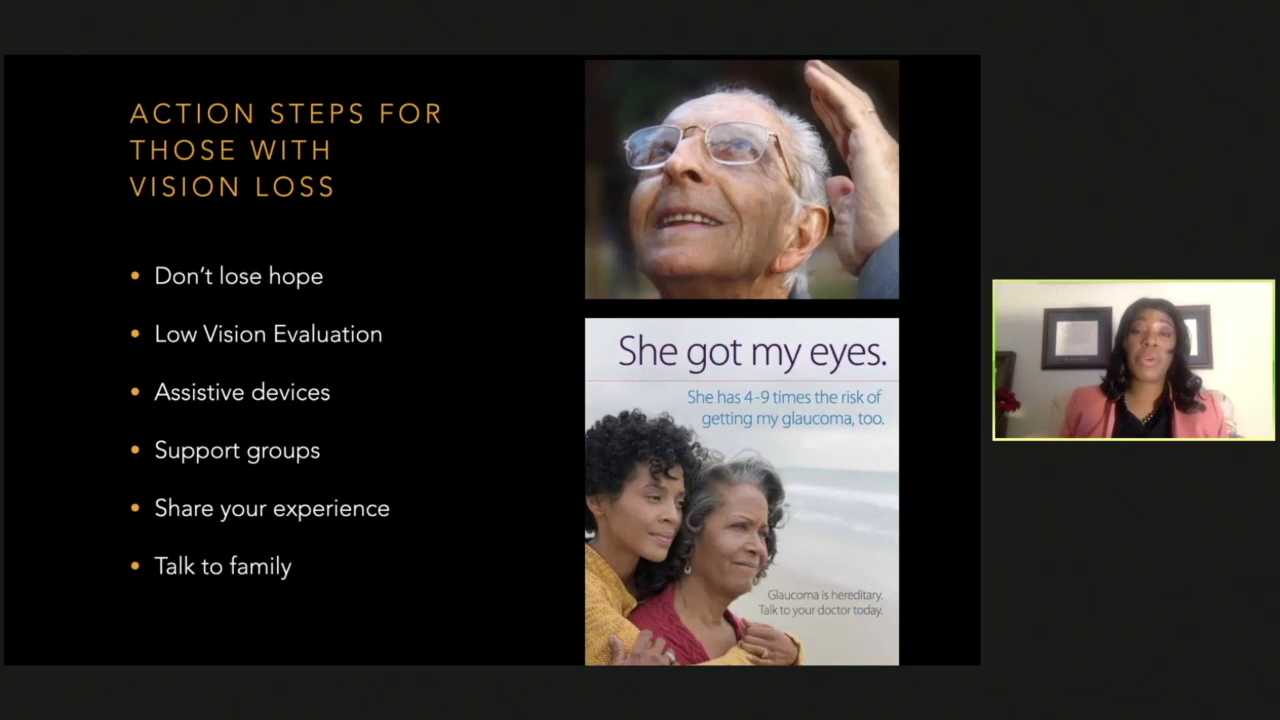 ACTION STEPS FOR
THOSE WITH
VISION LOSS
• Don't lose hope
• Low Vision Evaluation
• Assistive devices
• Support groups
• Share your experience
• Talk to family
She got my eyes.
She has 4-9 times the risk of
getting my glaucoma, too.
Glaucoma is hereditary.
Talk to your doctor today.